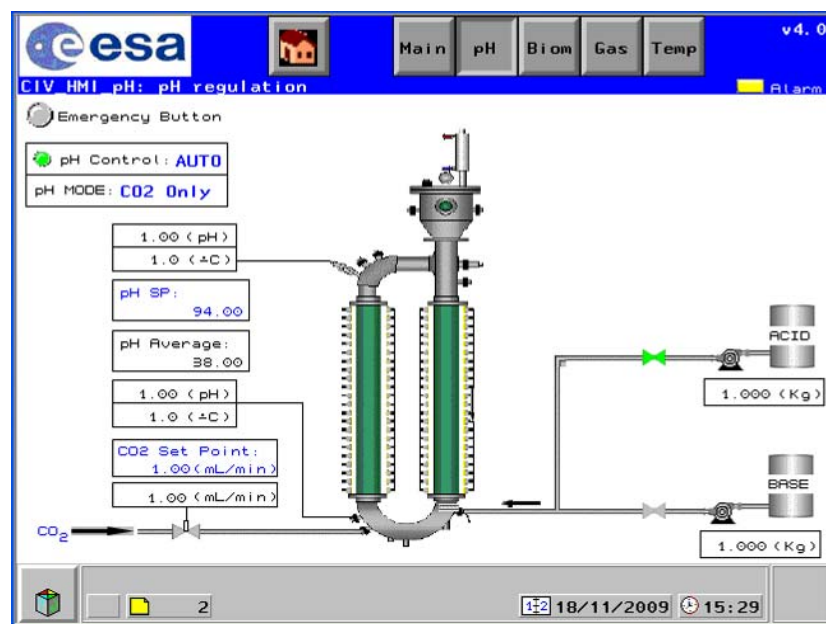 esa
Main
pH
Biom
Gas
Temp
v4.0
CIV_HMI_pH: pH regulation
Alarm
Emergency Button
pH Control: AUTO
pH MODE: CO2 Only
1.00 (pH)
1.0 (±C)
pH SP:
94.00
pH Average:
38.00
1.00 (pH)
1.0 (±C)
CO2 Set Point:
1.00(mL/min)
1.00 (mL/min)
CO2
ACID
1.000 (Kg)
BASE
1.000 (Kg)
2
12 18/11/2009
15:29